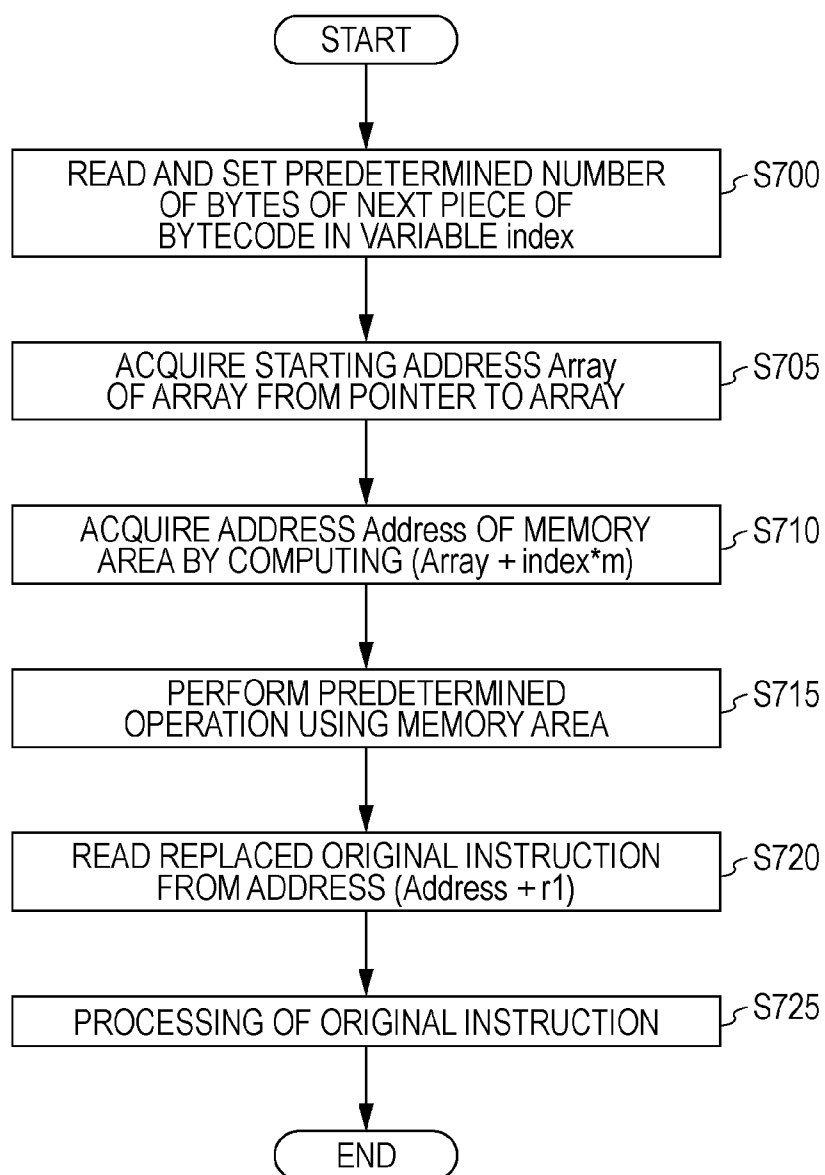 START
READ AND SET PREDETERMINED NUMBER
OF BYTES OF NEXT PIECE OF
BYTECODE IN VARIABLE index
S700
ACQUIRE STARTING ADDRESS Array
OF ARRAY FROM POINTER TO ARRAY
S705
ACQUIRE ADDRESS Address OF MEMORY
AREA BY COMPUTING (Array + index*m)
S710
PERFORM PREDETERMINED
OPERATION USING MEMORY AREA
S715
READ REPLACED ORIGINAL INSTRUCTION
FROM ADDRESS (Address + r1)
S720
PROCESSING OF ORIGINAL INSTRUCTION
S725
END